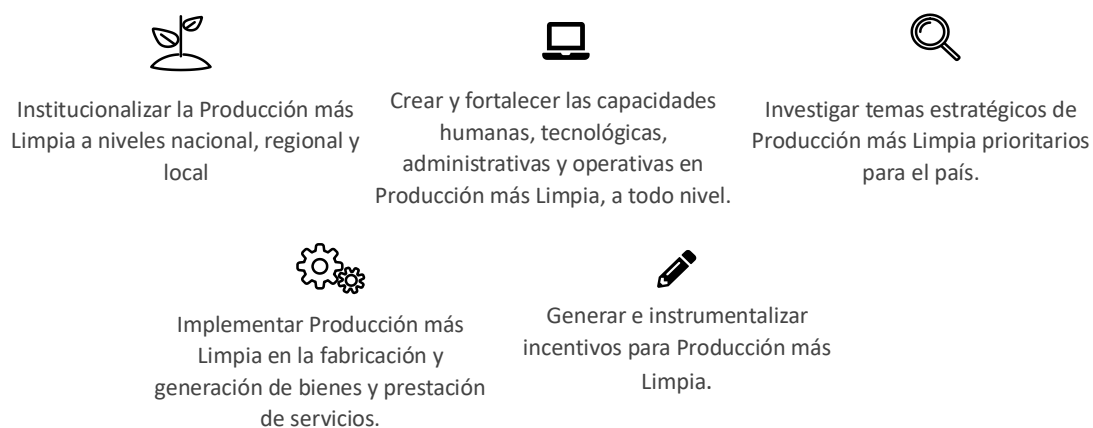 Institucionalizar la Producción más
Limpia a niveles nacional, regional y
local
Crear y fortalecer las capacidades
humanas, tecnológicas,
administrativas y operativas en
Producción más Limpia, a todo nivel.
Investigar temas estratégicos de
Producción más Limpia prioritarios
para el país.
Implementar Producción más
Limpia en la fabricación y
generación de bienes y prestación
de servicios.
Generar e instrumentalizar
incentivos para Producción más
Limpia.